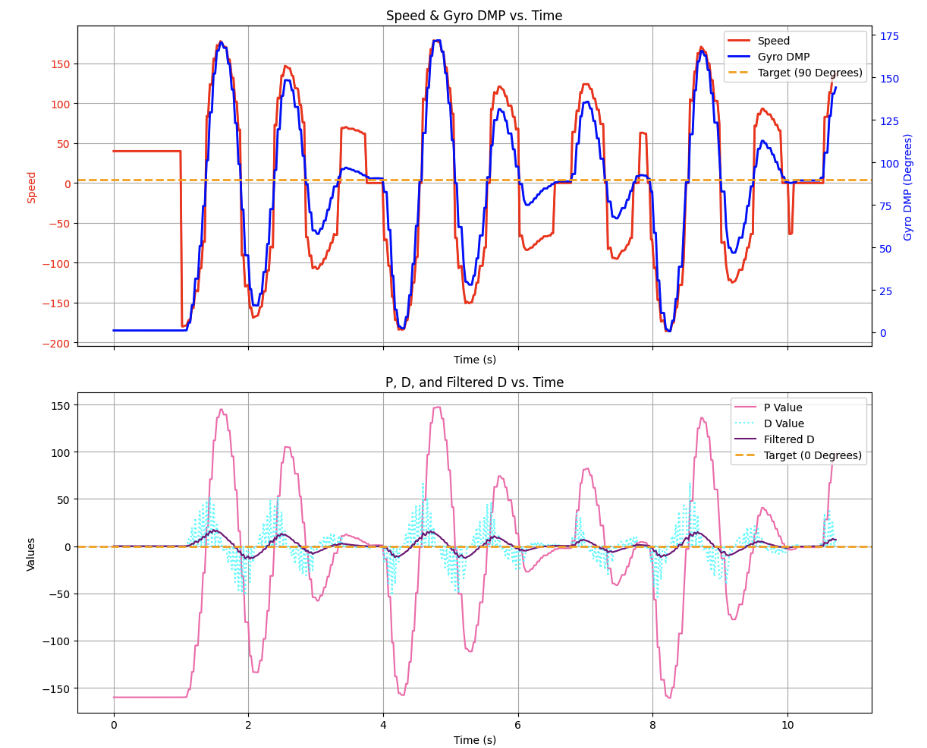 Speed & Gyro DMP vs. Time
Speed
Gyro DMP
Target (90 Degrees)
150
100
50
0
−50
−100
−150
−200
Speed
175
150
125
100
75
50
25
0
Gyro DMP (Degrees)
Time (s)
P, D, and Filtered D vs. Time
P Value
D Value
Filtered D
Target (0 Degrees)
150
100
50
0
−50
−100
−150
Values
0
2
4
6
8
10
Time (s)